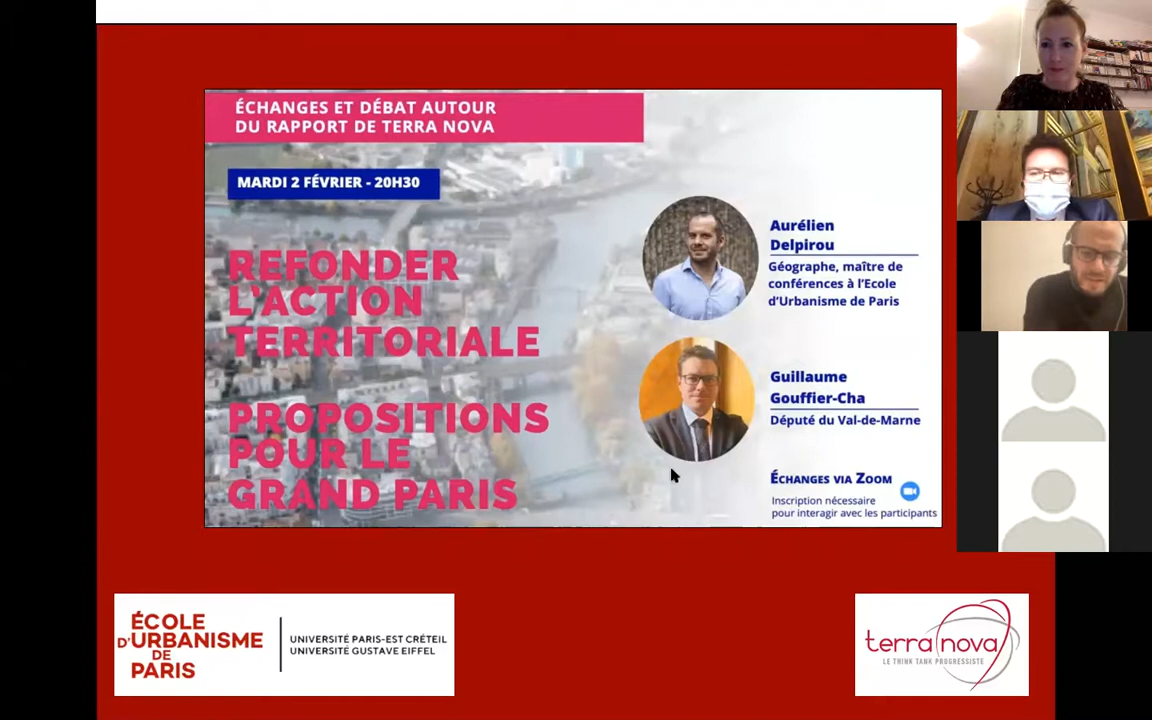 ÉCHANGES ET DÉBAT AUTOUR
DU RAPPORT DE TERRA NOVA
MARDI 2 FÉVRIER - 20H30
REFONDER
L'ACTION
TERRITORIALE
PROPOSITIONS
POUR LE
GRAND PARIS
Aurélien
Delpirou
Géographe, maître de
conférences à l'Ecole
d'Urbanisme de Paris
Guillaume
Gouffier-Cha
Député du Val-de-Marne
ÉCHANGES VIA ZOOM
Inscription nécessaire
pour interagir avec les participants
ÉCOLE
D'URBANISME
DE
PARIS
UNIVERSITÉ PARIS-EST CRÉTEIL
UNIVERSITÉ GUSTAVE EIFFEL
terra nova
LE THINK TANK PROGRESSISTE